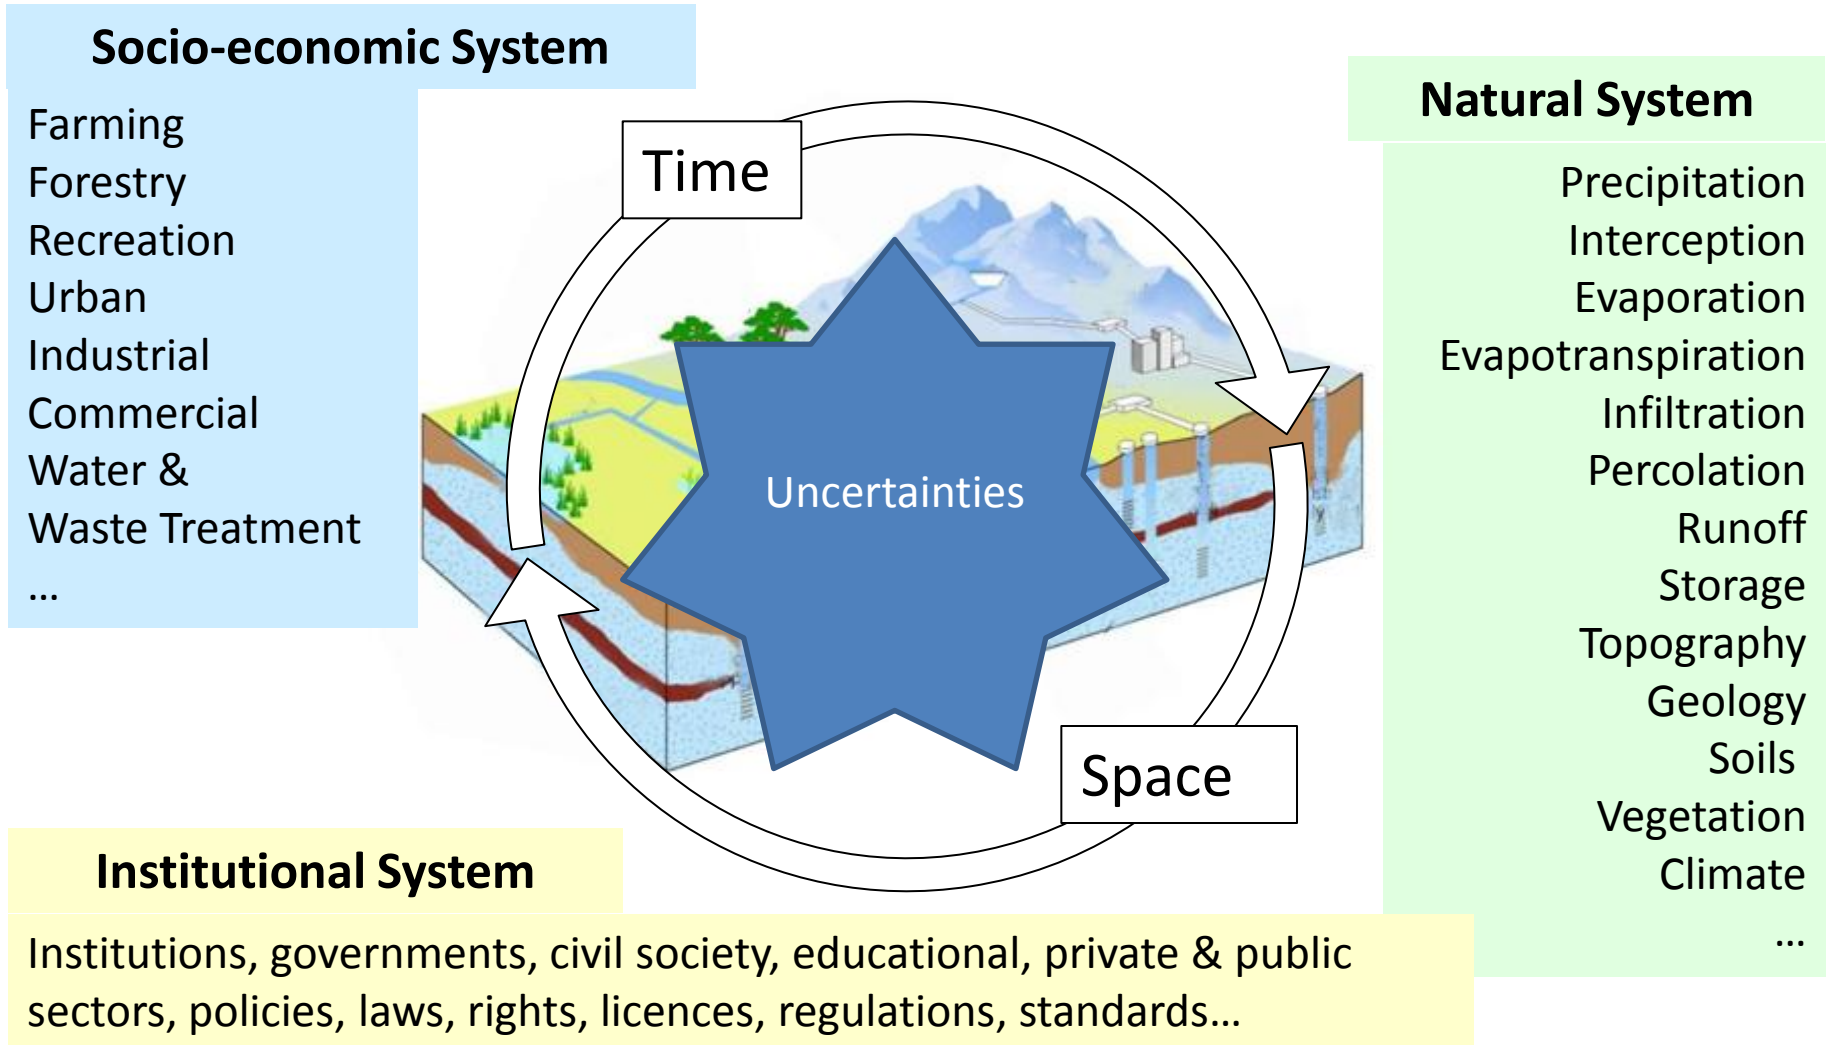 Socio-economic System
Farming
Forestry
Recreation
Urban
Industrial
Commercial
Water &
Waste Treatment
...
Time
Natural System
Precipitation
Interception
Evaporation
Evapotranspiration
Infiltration
Percolation
Runoff
Storage
Topography
Geology
Soils
Vegetation
Climate
...
Uncertainties
Space
Institutional System
Institutions, governments, civil society, educational, private & public
sectors, policies, laws, rights, licences, regulations, standards...